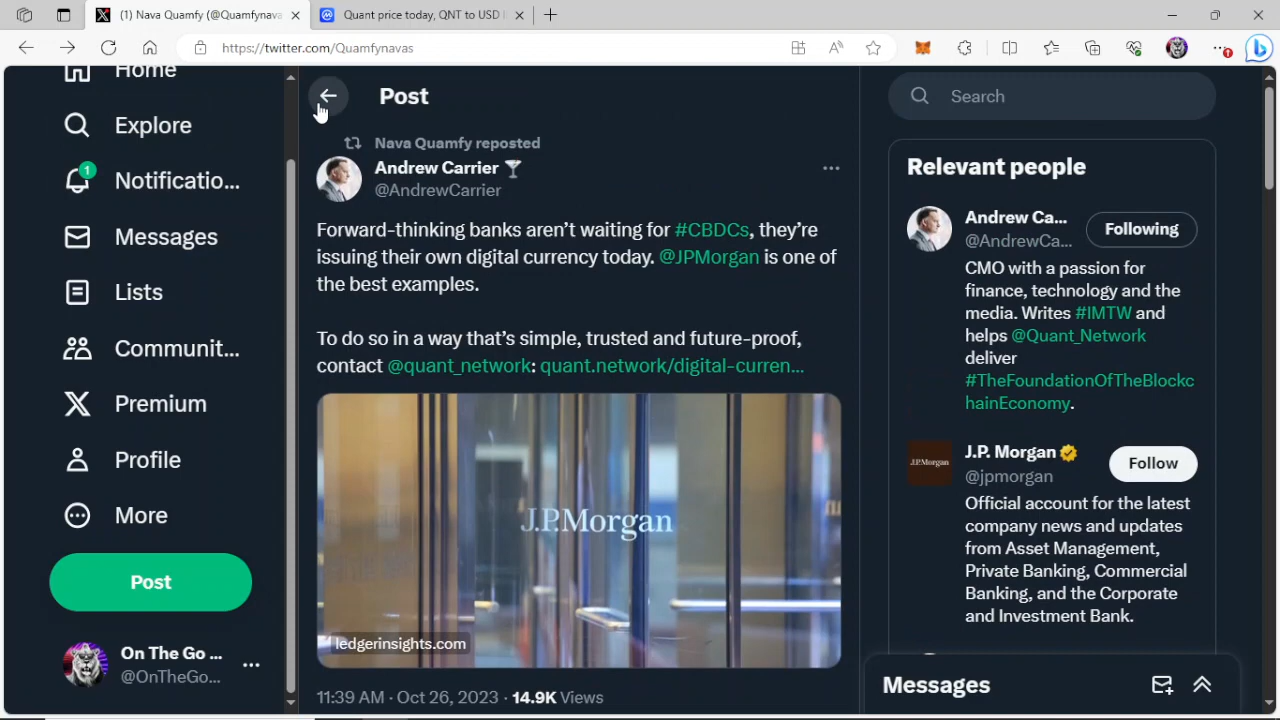 (1) Nava Quamfy (@Quamfynava
Quant price today, QNT to USD
https://twitter.com/Quamfynavas
Home
Explore
1
Notificatio...
Messages
Lists
Communit...
Premium
Profile
More
Post
On The Go ...
@OnTheGo...
Post
Nava Quamfy reposted
Andrew Carrier
@AndrewCarrier
Forward-thinking banks aren’t waiting for #CBDCs, they’re
issuing their own digital currency today. @JPMorgan is one of
the best examples.
To do so in a way that’s simple, trusted and future-proof,
contact @quant_network: quant.network/digital-curren...
J.P.Morgan
ledgerinsights.com
11:39 AM · Oct 26, 2023 · 14.9K Views
Search
Relevant people
Andrew Ca...
Following
@AndrewCa...
CMO with a passion for
finance, technology and the
media. Writes #IMTW and
helps @Quant_Network
deliver
#TheFoundationOfTheBlockc
hainEconomy.
J.P.Morgan
J.P. Morgan
Follow
@jpmorgan
Official account for the latest
company news and updates
from Asset Management,
Private Banking, Commercial
Banking, and the Corporate
and Investment Bank.
Messages